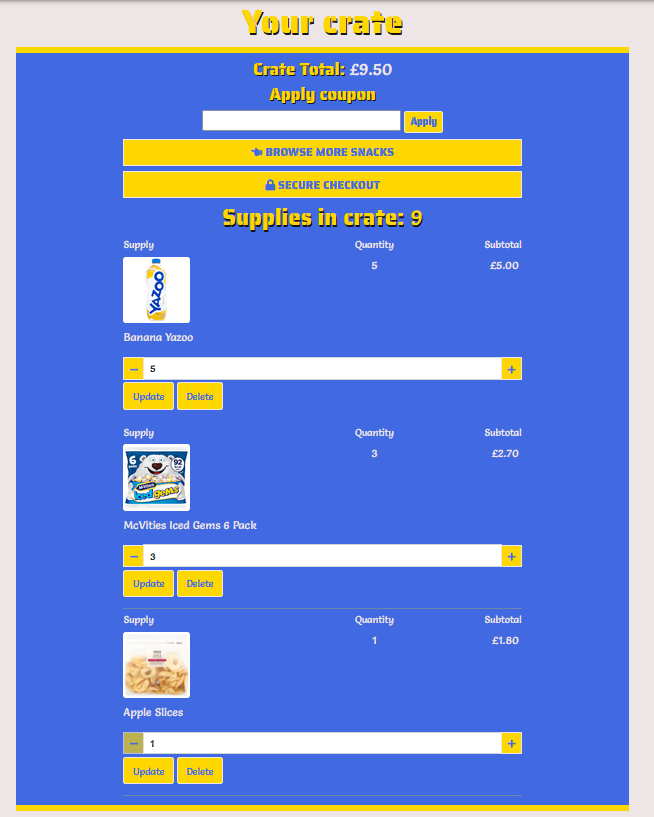 Your crate
Crate Total: £9.50
Apply coupon
Apply
BROWSE MORE SNACKS
SECURE CHECKOUT
Supplies in crate: 9
Supply Quantity Subtotal
5 £5.00
YAZOO
Banana Yazoo
− 5 +
Update Delete
Supply Quantity Subtotal
3 £2.70
6
92
iced gems
McVities Iced Gems 6 Pack
− 3 +
Update Delete
Supply Quantity Subtotal
1 £1.80
Apple Slices
− 1 +
Update Delete